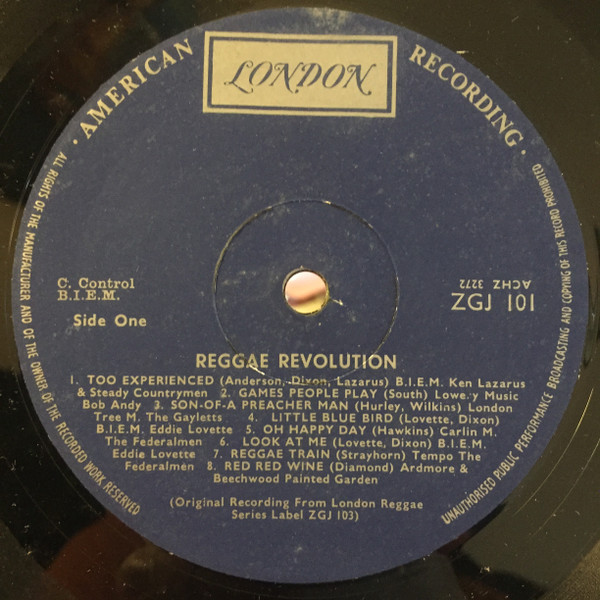 · AMERICAN RECORDING ·
LONDON
ALL RIGHTS OF THE MANUFACTURER AND OF THE OWNER OF THE RECORDED WORK RESERVED
UNAUTHORISED PUBLIC PERFORMANCE BROADCASTING AND COPYING OF THIS RECORD PROHIBITED
C. Control
B.I.E.M.
Side One
ZGJ 101
ACHZ 3272
REGGAE REVOLUTION
1. TOO EXPERIENCED (Anderson, Dixon, Lazarus) B.I.E.M. Ken Lazarus
& Steady Countrymen 2. GAMES PEOPLE PLAY (South) Lowery Music
Bob Andy 3. SON-OF-A PREACHER MAN (Hurley, Wilkins) London
Tree M. The Gayletts 4. LITTLE BLUE BIRD (Lovette, Dixon)
B.I.E.M. Eddie Lovette 5. OH HAPPY DAY (Hawkins) Carlin M.
The Federalmen 6. LOOK AT ME (Lovette, Dixon) B.I.E.M.
Eddie Lovette 7. REGGAE TRAIN (Strayhorn) Tempo The
Federalmen 8. RED RED WINE (Diamond) Ardmore &
Beechwood Painted Garden
(Original Recording From London Reggae
Series Label ZGJ 103)